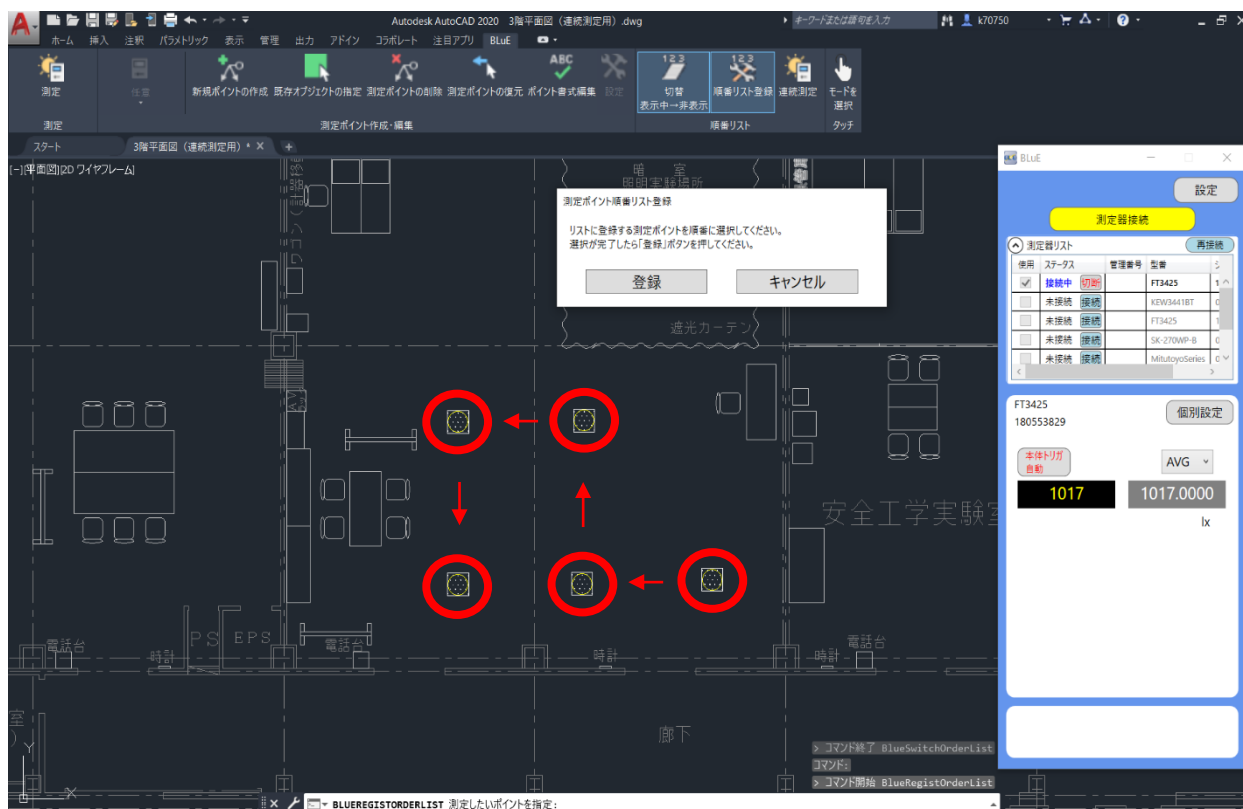 Autodesk AutoCAD 2020 3階平面図（連続測定用）.dwg
キーワードまたは語句を入力
k70750
ホーム 挿入 注釈 パラメトリック 表示 管理 出力 アドイン コラボレート 注目アプリ BLuE
測定
任意
新規ポイントの作成 既存オブジェクトの指定 測定ポイントの削除 測定ポイントの復元 ポイント書式編集 設定
ABC
123
切替
表示中→非表示
123
順番リスト登録
連続測定
モードを
選択
測定
測定ポイント作成・編集
順番リスト
タッチ
スタート
3階平面図（連続測定用）*
[-][平面図][2D ワイヤフレーム]
暗 室
照明実験場所
測定ポイント順番リスト登録
リストに登録する測定ポイントを順番に選択してください。
選択が完了したら「登録」ボタンを押してください。
登録
キャンセル
遮光カーテン
安全工学実験室
PS EPS
電話台
時計
電話台
時計
時計
電話台
廊下
BLuE
設定
測定器接続
測定器リスト
再接続
使用 ステータス 管理番号 型番
接続中 切断 FT3425 1
未接続 接続 KEW3441BT 0
未接続 接続 FT3425 1
未接続 接続 SK-270WP-B 0
未接続 接続 MitutoyoSeries 0
FT3425
180553829
個別設定
本体トリガ
自動
AVG
1017
1017.0000
lx
> コマンド終了 BlueSwitchOrderList
コマンド:
> コマンド開始 BlueRegistOrderList
Y
X
BLUEREGISTORDERLIST 測定したいポイントを指定: